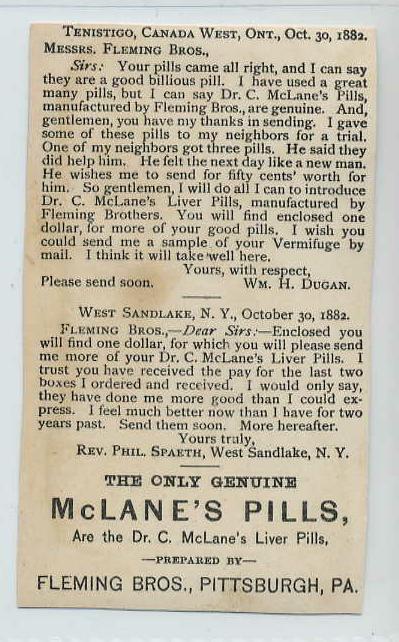 Tenistigo, Canada West, Ont., Oct. 30, 1882.
Messrs. Fleming Bros.,
Sirs: Your pills came all right, and I can say
they are a good billious pill. I have used a great
many pills, but I can say Dr. C. McLane's Pills,
manufactured by Fleming Bros., are genuine. And,
gentlemen, you have my thanks in sending. I gave
some of these pills to my neighbors for a trial.
One of my neighbors got three pills. He said they
did help him. He felt the next day like a new man.
He wishes me to send for fifty cents' worth for
him. So gentlemen, I will do all I can to introduce
Dr. C. McLane's Liver Pills, manufactured by
Fleming Brothers. You will find enclosed one
dollar, for more of your good pills. I wish you
could send me a sample of your Vermifuge by
mail. I think it will take well here.
Yours, with respect,
Please send soon. Wm. H. Dugan.
West Sandlake, N. Y., October 30, 1882.
Fleming Bros.,—Dear Sirs:—Enclosed you
will find one dollar, for which you will please send
me more of your Dr. C. McLane's Liver Pills. I
trust you have received the pay for the last two
boxes I ordered and received. I would only say,
they have done me more good than I could ex-
press. I feel much better now than I have for two
years past. Send them soon. More hereafter.
Yours truly,
Rev. Phil. Spaeth, West Sandlake, N. Y.
THE ONLY GENUINE
McLANE'S PILLS,
Are the Dr. C. McLane's Liver Pills,
—PREPARED BY—
FLEMING BROS., PITTSBURGH, PA.